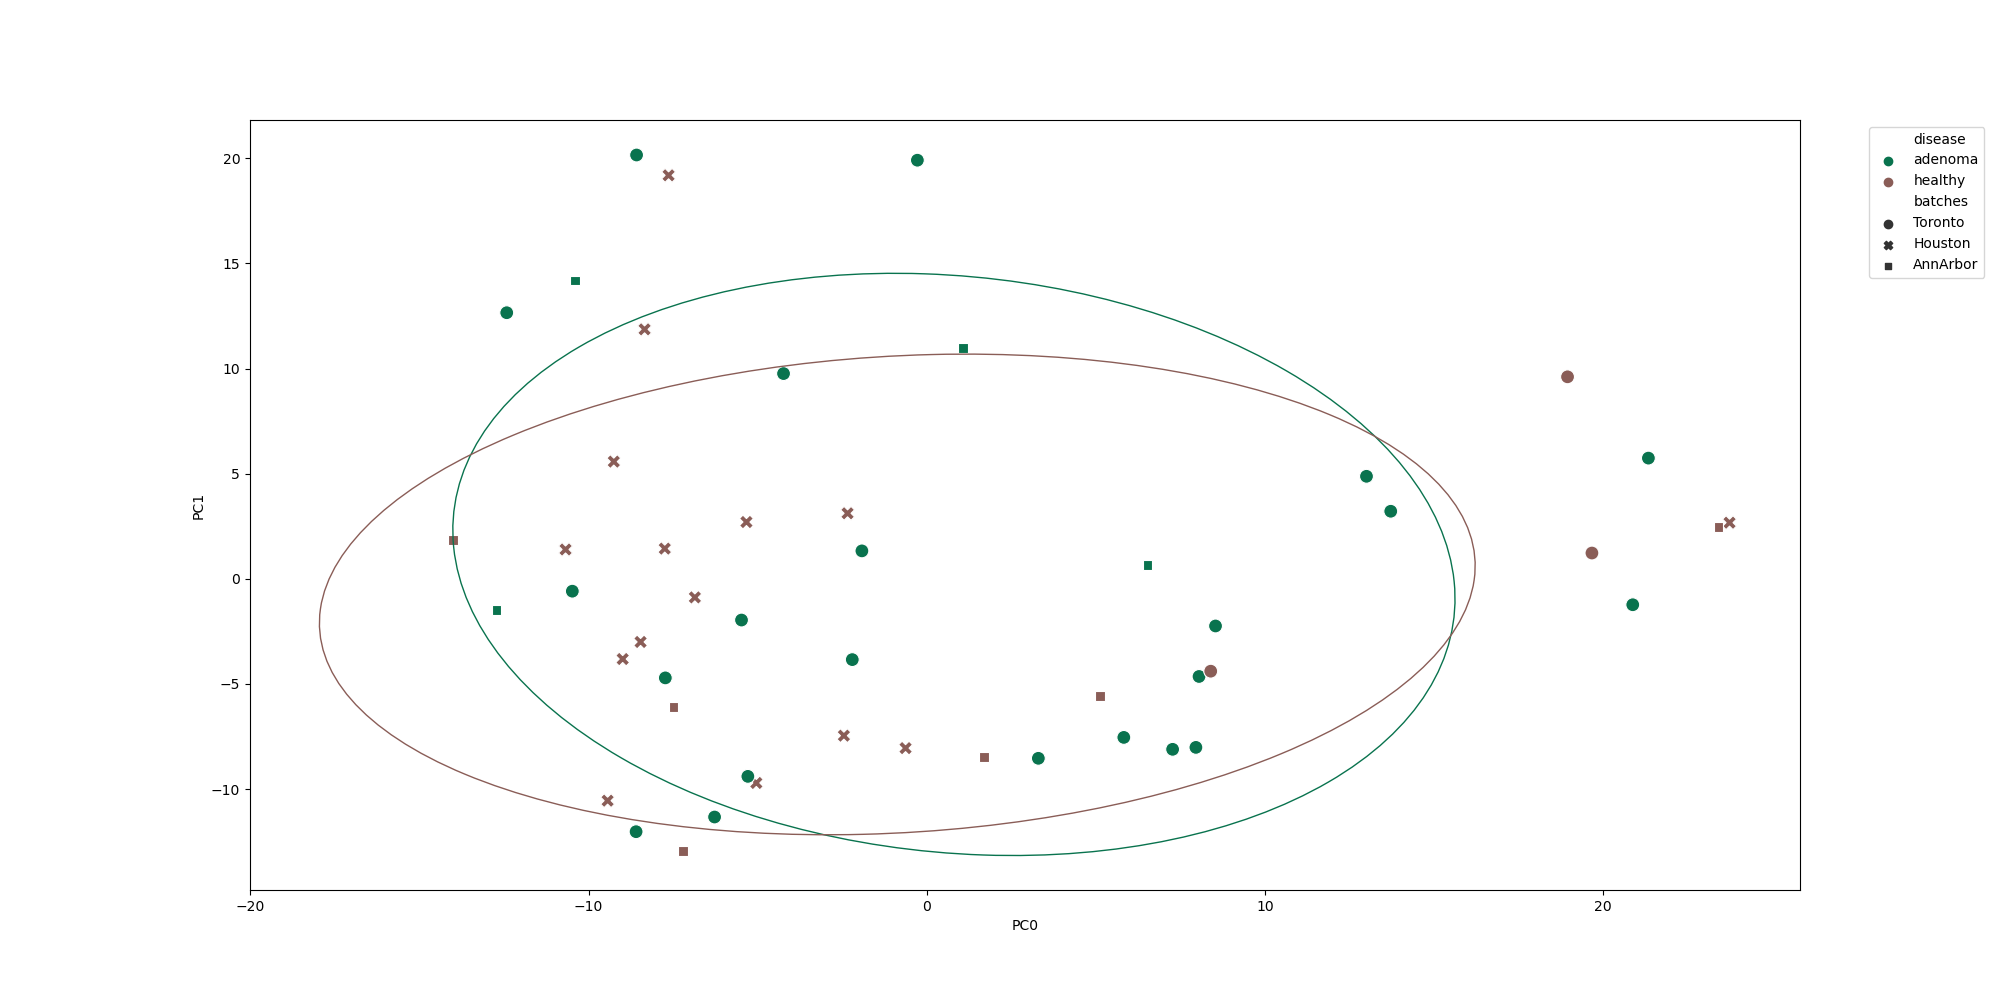 disease
adenoma
healthy
batches
Toronto
Houston
AnnArbor
20
15
10
5
0
−5
−10
PC1
−20
−10
0
10
20
PC0